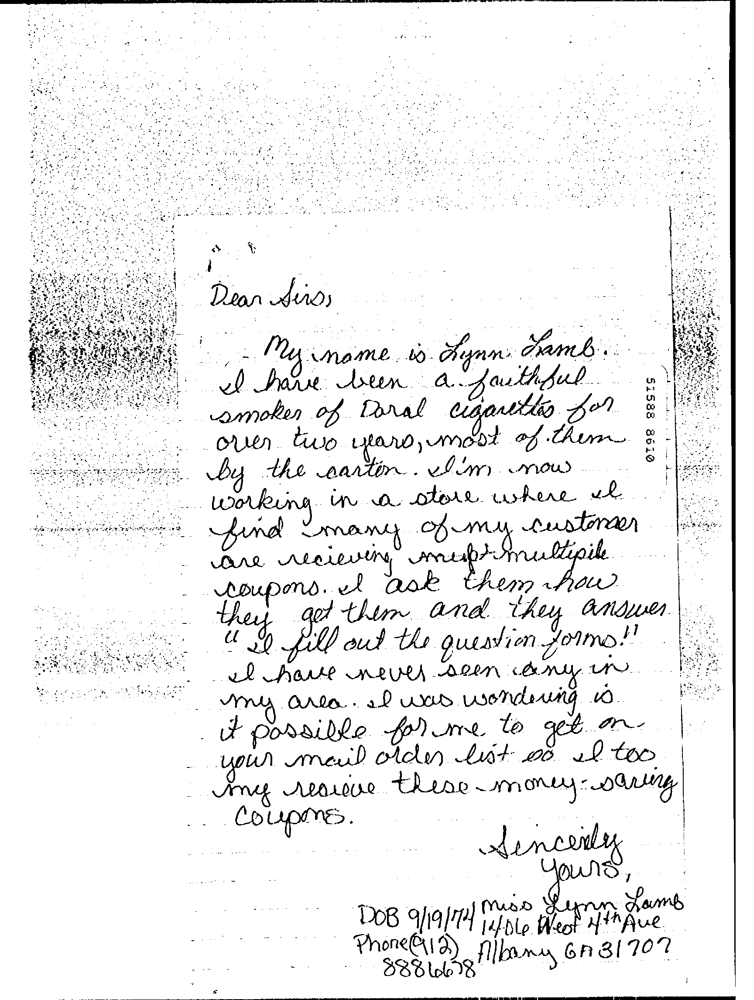 Dear Sirs,
My name is Lynn Lamb.
I have been a faithful
smoker of Doral cigarettes for
over two years, most of them
by the carton. I'm now
working in a store where I
find many of my customer
are recieving multipile
coupons. I ask them how
they get them and they answer
"I fill out the question forms!"
I have never seen any in
my area. I was wondering is
it possible for me to get on
your mail order list so I too
my recieve these money-saving
coupons.
Sincerely
yours,
Miss Lynn Lamb
DOB 9/19/74 1406 West 4th Ave
Phone (912) Albany GA 31707
8886678
51588 8610